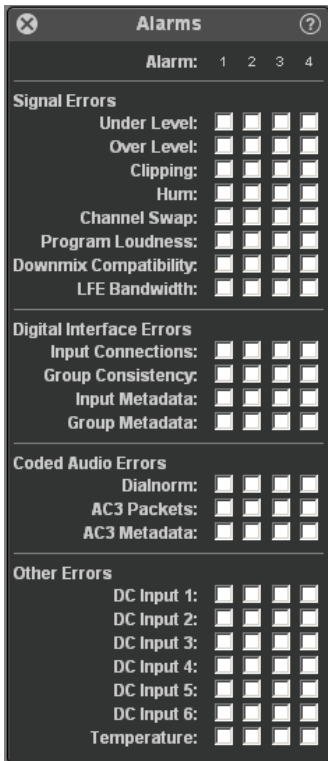 Alarms ?
Alarm: 1 2 3 4
Signal Errors
Under Level:
Over Level:
Clipping:
Hum:
Channel Swap:
Program Loudness:
Downmix Compatibility:
LFE Bandwidth:
Digital Interface Errors
Input Connections:
Group Consistency:
Input Metadata:
Group Metadata:
Coded Audio Errors
Dialnorm:
AC3 Packets:
AC3 Metadata:
Other Errors
DC Input 1:
DC Input 2:
DC Input 3:
DC Input 4:
DC Input 5:
DC Input 6:
Temperature: